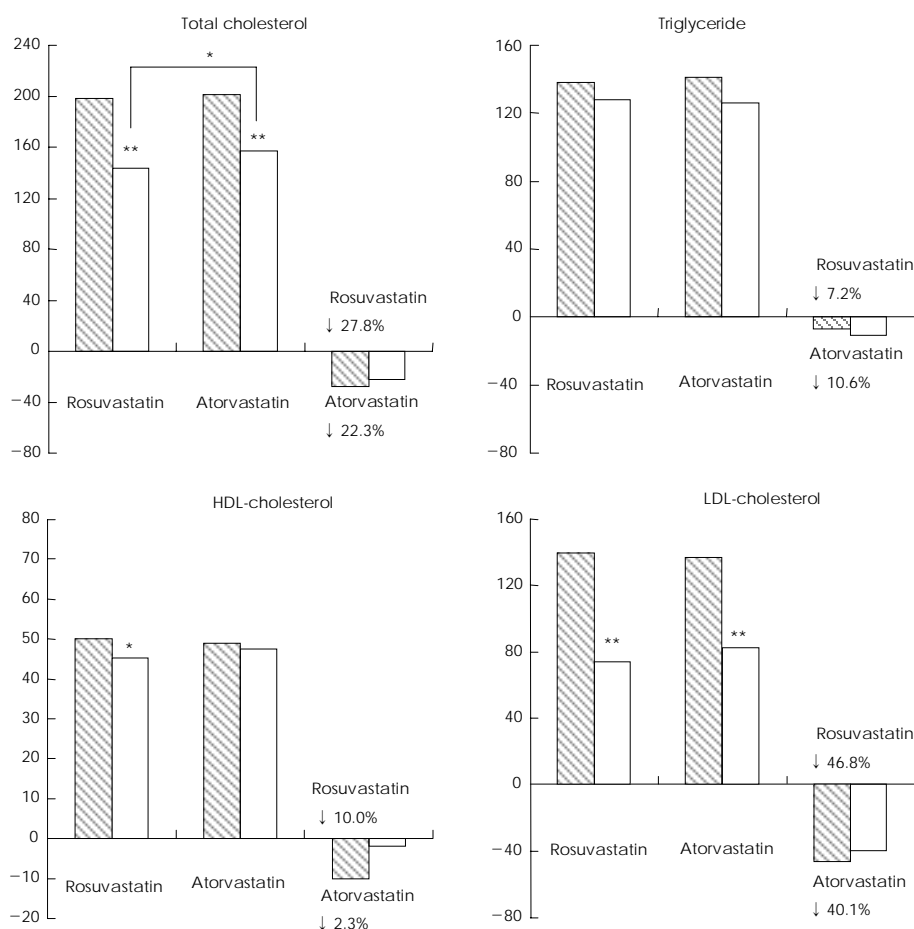 Total cholesterol
240
200
160
120
80
40
0
−40
−80
*
**
**
Rosuvastatin
Atorvastatin
Rosuvastatin
↓ 27.8%
Atorvastatin
↓ 22.3%
Triglyceride
160
120
80
40
0
−40
−80
Rosuvastatin
Atorvastatin
Rosuvastatin
↓ 7.2%
Atorvastatin
↓ 10.6%
HDL-cholesterol
80
70
60
50
40
30
20
10
0
−10
−20
*
Rosuvastatin
Atorvastatin
Rosuvastatin
↓ 10.0%
Atorvastatin
↓ 2.3%
LDL-cholesterol
160
120
80
40
0
−40
−80
**
**
Rosuvastatin
Atorvastatin
Rosuvastatin
↓ 46.8%
Atorvastatin
↓ 40.1%